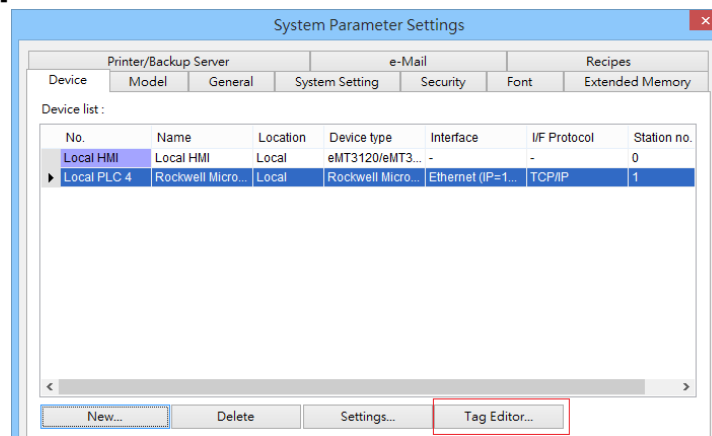 System Parameter Settings
Printer/Backup Server e-Mail Recipes
Device Model General System Setting Security Font Extended Memory
Device list :
No. Name Location Device type Interface I/F Protocol Station no.
Local HMI Local HMI Local eMT3120/eMT3... - - 0
Local PLC 4 Rockwell Micro... Local Rockwell Micro... Ethernet (IP=1... TCP/IP 1
New... Delete Settings... Tag Editor...